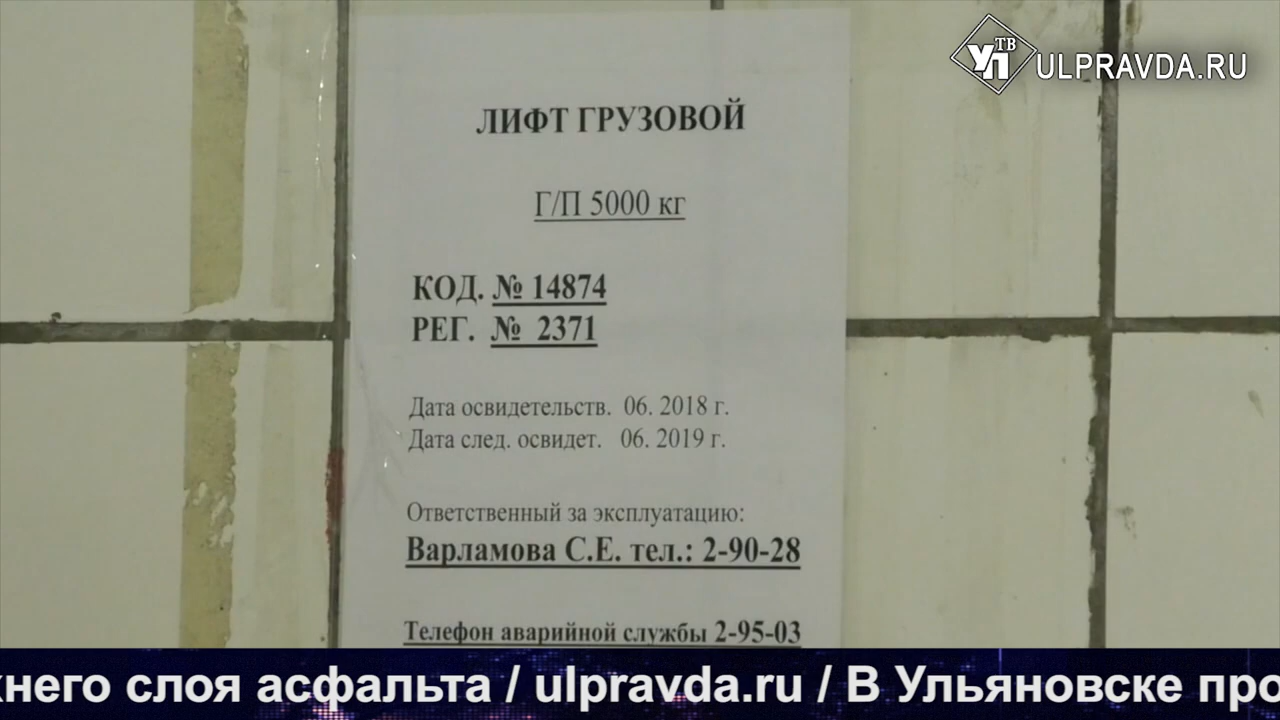 УП ТВ
ULPRAVDA.RU
ЛИФТ ГРУЗОВОЙ
Г/П 5000 кг
КОД. № 14874
РЕГ. № 2371
Дата освидетельств. 06. 2018 г.
Дата след. освидет. 06. 2019 г.
Ответственный за эксплуатацию:
Варламова С.Е. тел.: 2-90-28
Телефон аварийной службы 2-95-03
хнего слоя асфальта / ulpravda.ru / В Ульяновске про